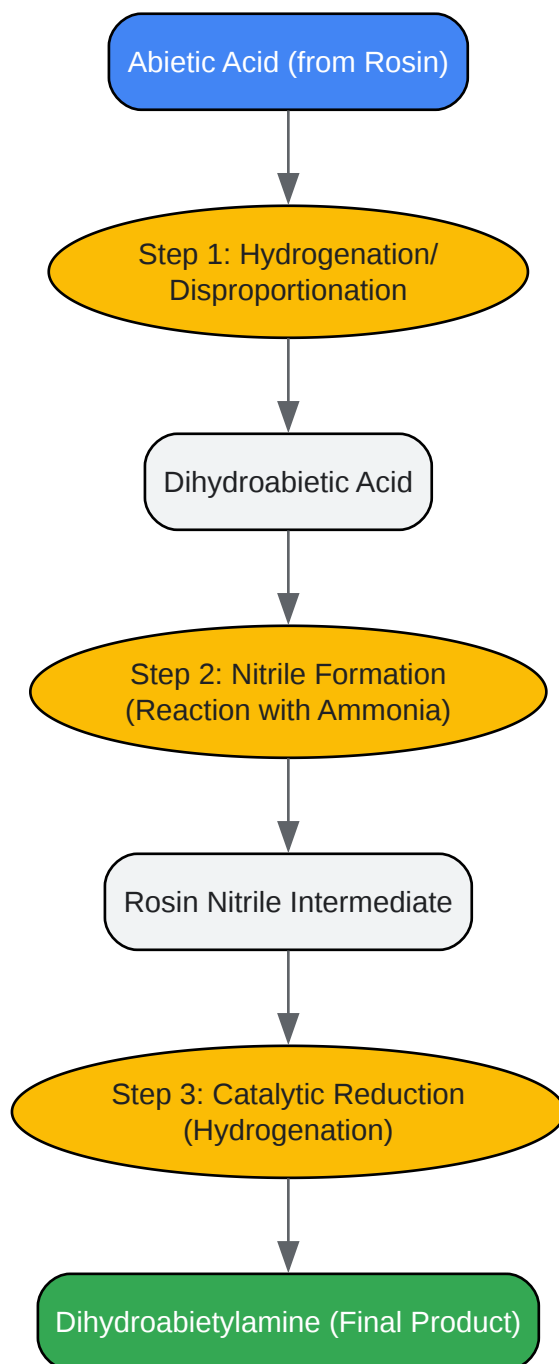 Abietic Acid (from Rosin)
Step 1: Hydrogenation/
Disproportionation
Dihydroabietic Acid
Step 2: Nitrile Formation
(Reaction with Ammonia)
Rosin Nitrile Intermediate
Step 3: Catalytic Reduction
(Hydrogenation)
Dihydroabietylamine (Final Product)